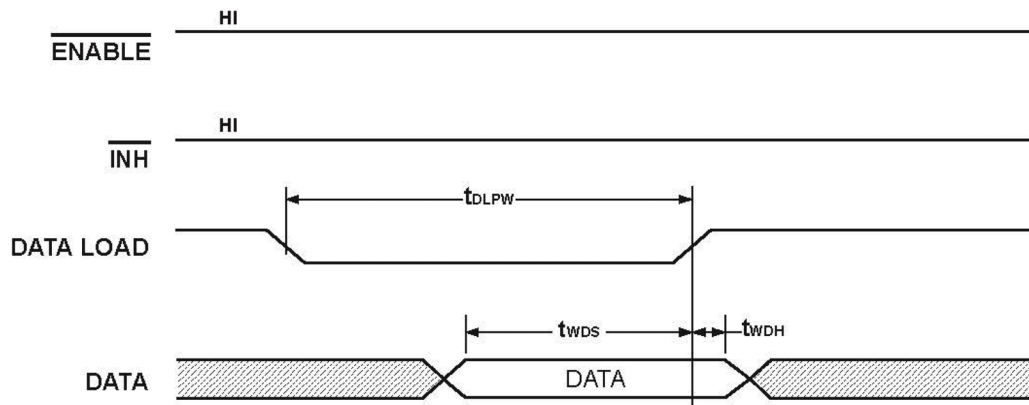 HI
ENABLE
HI
INH
tDLPW
DATA LOAD
tWDS
tWDH
DATA
DATA